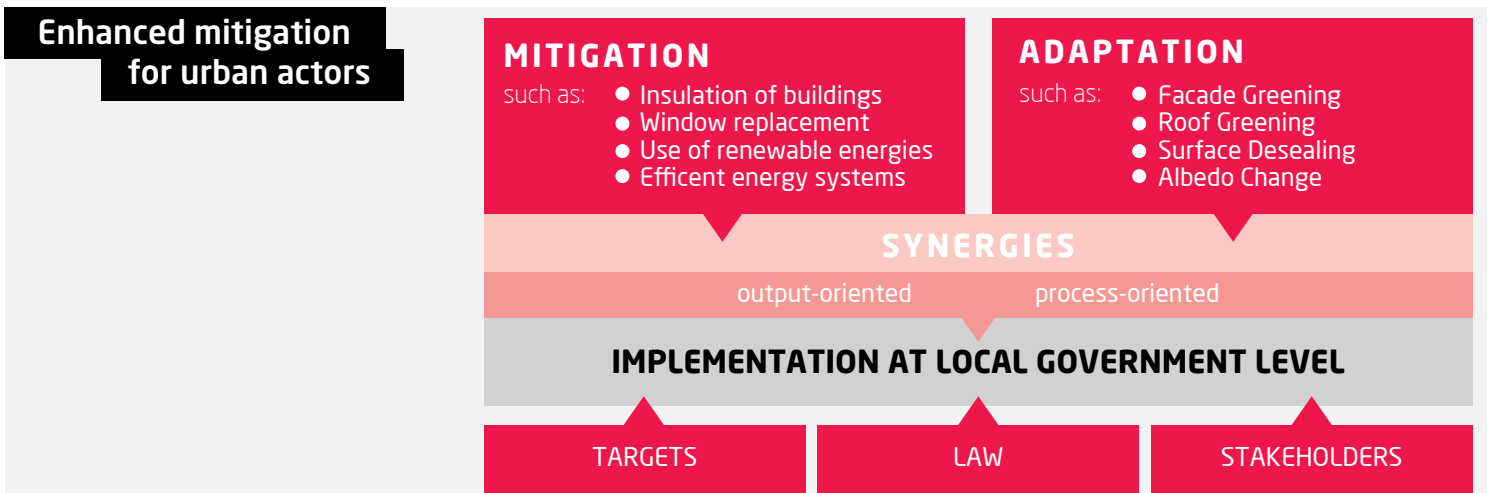 Enhanced mitigation
for urban actors
MITIGATION
such as:
● Insulation of buildings
● Window replacement
● Use of renewable energies
● Efficent energy systems
ADAPTATION
such as:
● Facade Greening
● Roof Greening
● Surface Desealing
● Albedo Change
SYNERGIES
output-oriented
process-oriented
IMPLEMENTATION AT LOCAL GOVERNMENT LEVEL
TARGETS
LAW
STAKEHOLDERS